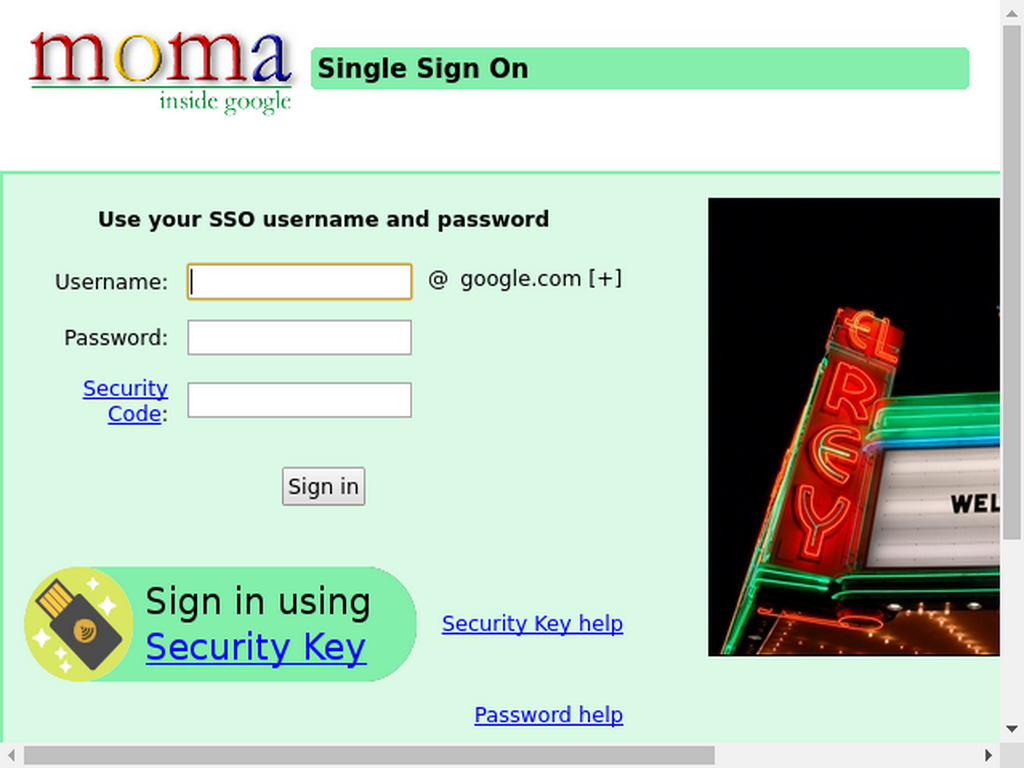 moma
inside google
Single Sign On
Use your SSO username and password
Username:
@ google.com [+]
Password:
Security
Code:
Sign in
Sign in using
Security Key
Security Key help
Password help
EL
REY
WEL